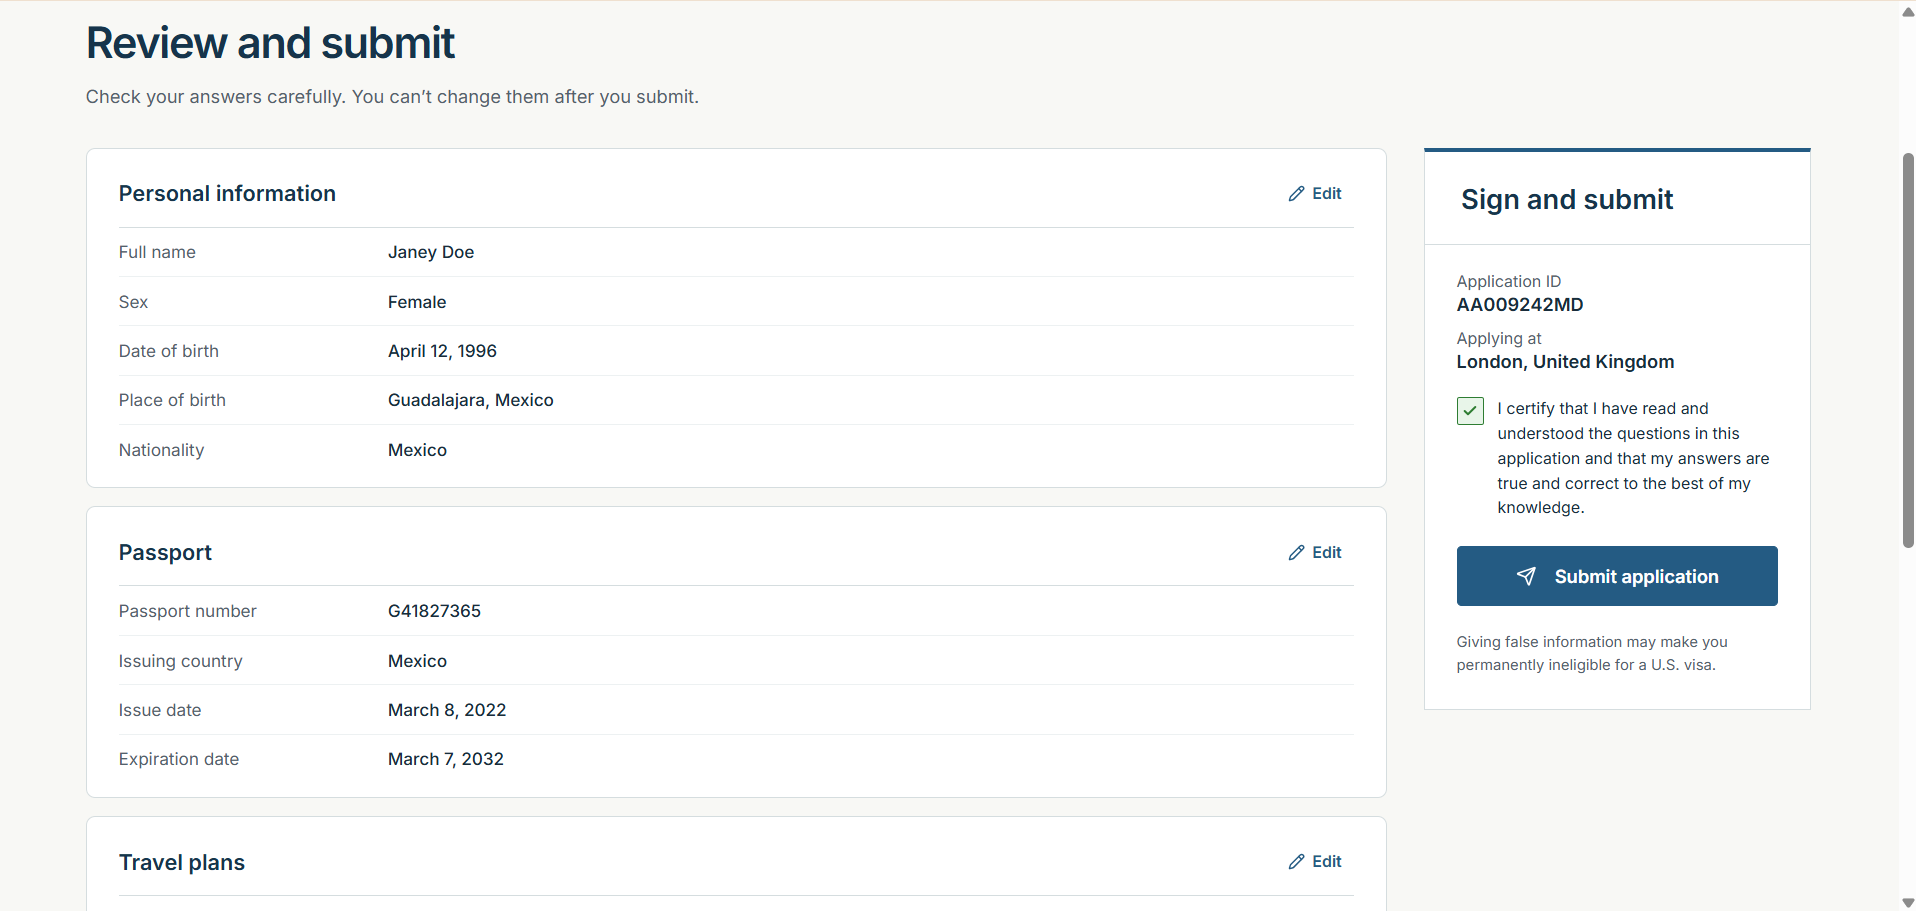 Review and submit
Check your answers carefully. You can’t change them after you submit.
Personal information
Edit
Full name Janey Doe
Sex Female
Date of birth April 12, 1996
Place of birth Guadalajara, Mexico
Nationality Mexico
Passport
Edit
Passport number G41827365
Issuing country Mexico
Issue date March 8, 2022
Expiration date March 7, 2032
Travel plans
Edit
Sign and submit
Application ID
AA009242MD
Applying at
London, United Kingdom
I certify that I have read and
understood the questions in this
application and that my answers are
true and correct to the best of my
knowledge.
Submit application
Giving false information may make you
permanently ineligible for a U.S. visa.